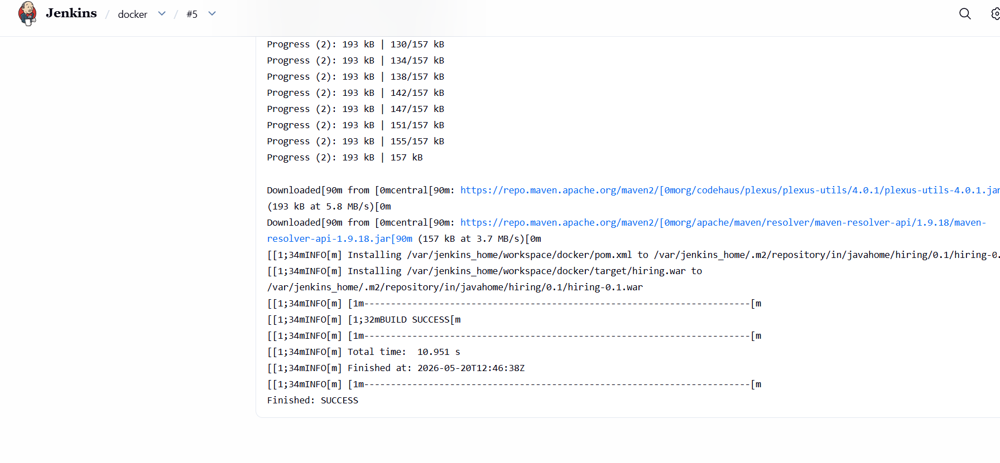 Jenkins / docker / #5
Progress (2): 193 kB | 130/157 kB
Progress (2): 193 kB | 134/157 kB
Progress (2): 193 kB | 138/157 kB
Progress (2): 193 kB | 142/157 kB
Progress (2): 193 kB | 147/157 kB
Progress (2): 193 kB | 151/157 kB
Progress (2): 193 kB | 155/157 kB
Progress (2): 193 kB | 157 kB
Downloaded[90m from [0mcentral[90m: https://repo.maven.apache.org/maven2/[0morg/codehaus/plexus/plexus-utils/4.0.1/plexus-utils-4.0.1.jar
(193 kB at 5.8 MB/s)[0m
Downloaded[90m from [0mcentral[90m: https://repo.maven.apache.org/maven2/[0morg/apache/maven/resolver/maven-resolver-api/1.9.18/maven-
resolver-api-1.9.18.jar[90m (157 kB at 3.7 MB/s)[0m
[[1;34mINFO[m] Installing /var/jenkins_home/workspace/docker/pom.xml to /var/jenkins_home/.m2/repository/in/javahome/hiring/0.1/hiring-0.
[[1;34mINFO[m] Installing /var/jenkins_home/workspace/docker/target/hiring.war to
/var/jenkins_home/.m2/repository/in/javahome/hiring/0.1/hiring-0.1.war
[[1;34mINFO[m] [1m------------------------------------------------------------------------[m
[[1;34mINFO[m] [1;32mBUILD SUCCESS[m
[[1;34mINFO[m] [1m------------------------------------------------------------------------[m
[[1;34mINFO[m] Total time:  10.951 s
[[1;34mINFO[m] Finished at: 2026-05-20T12:46:38Z
[[1;34mINFO[m] [1m------------------------------------------------------------------------[m
Finished: SUCCESS